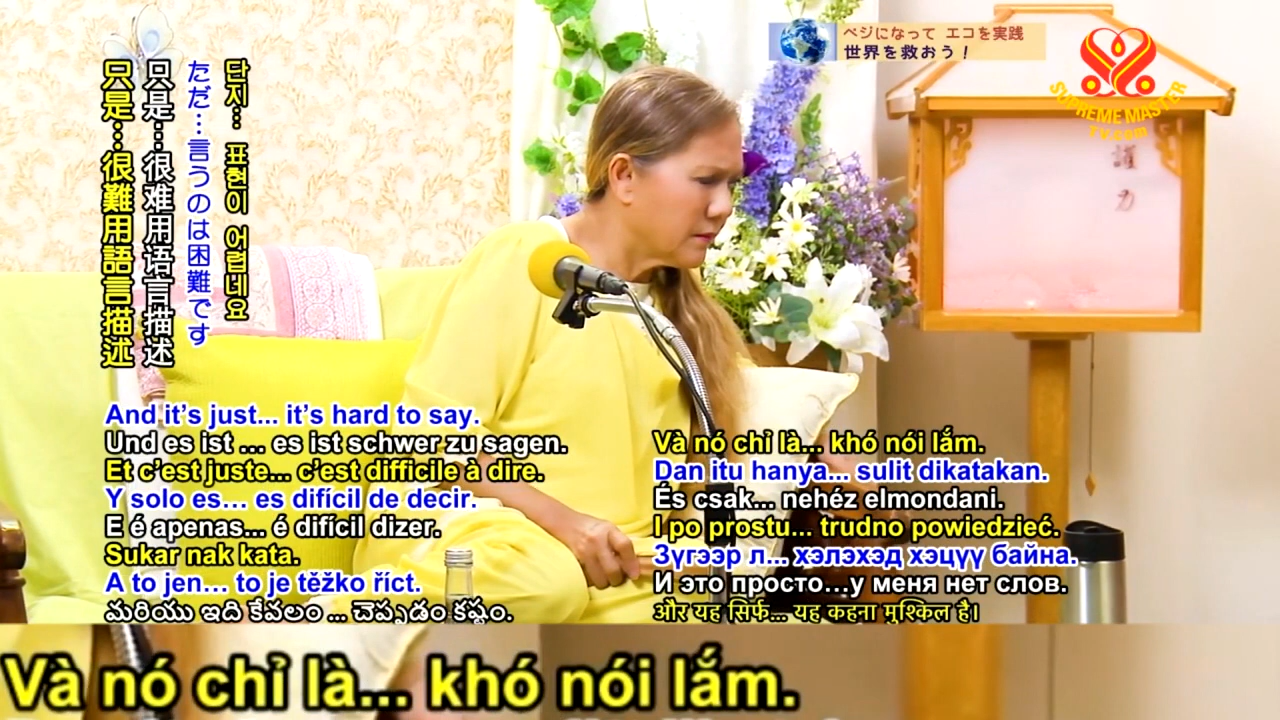 ベジになって エコを実践
世界を救おう！
SUPREME MASTER
TV.com
단지… 표현이 어렵네요
ただ…言うのは困難です
只是…很难用语言描述
只是…很難用語言描述
And it's just... it's hard to say.
Und es ist … es ist schwer zu sagen.
Et c'est juste... c'est difficile à dire.
Y solo es… es difícil de decir.
E é apenas... é difícil dizer.
Sukar nak kata.
A to jen… to je těžko říct.
మరియు ఇది కేవలం ... చెప్పడం కష్టం.
Và nó chỉ là... khó nói lắm.
Dan itu hanya... sulit dikatakan.
És csak... nehéz elmondani.
I po prostu... trudno powiedzieć.
Зүгээр л... хэлэхэд хэцүү байна.
И это просто…у меня нет слов.
और यह सिर्फ... यह कहना मुश्किल है।
Và nó chỉ là... khó nói lắm.